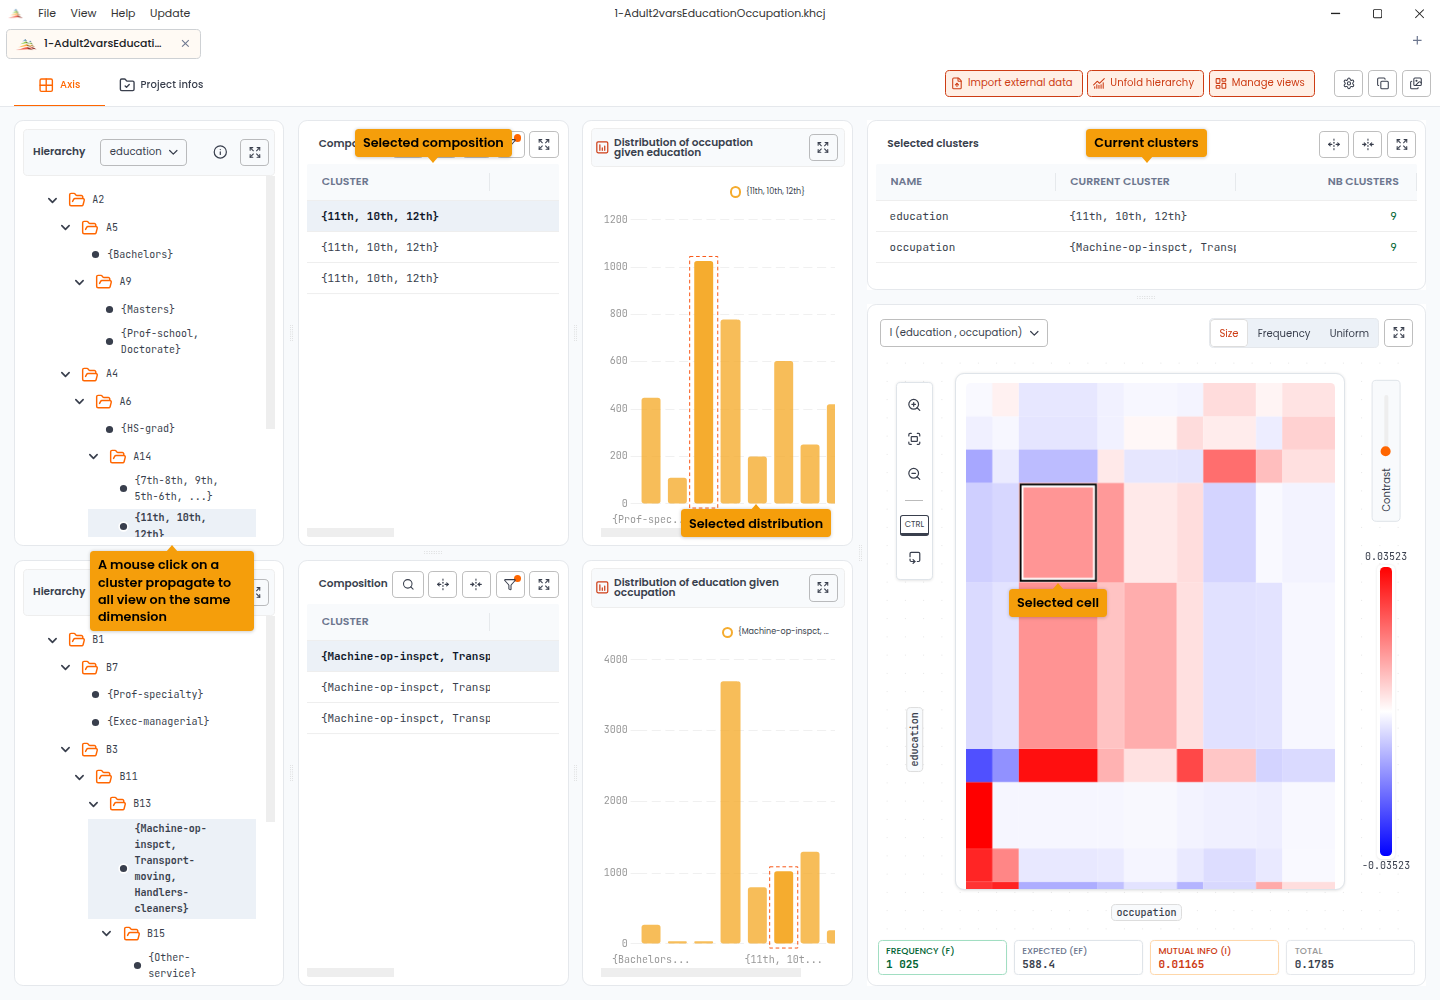 File View Help Update
1-Adult2varsEducationOccupation.khcj
1-Adult2varsEducati...
Axis
Project infos
Import external data
Unfold hierarchy
Manage views
Hierarchy
education
A2
A5
{Bachelors}
A9
{Masters}
{Prof-school,
Doctorate}
A4
A6
{HS-grad}
A14
{7th-8th, 9th,
5th-6th, ...}
{11th, 10th,
12th}
A mouse click on a
cluster propagate to
all view on the same
dimension
Compo
Selected composition
CLUSTER
{11th, 10th, 12th}
{11th, 10th, 12th}
{11th, 10th, 12th}
Distribution of occupation
given education
{11th, 10th, 12th}
1200
1000
800
600
400
200
0
{Prof-spec..
Selected distribution
Selected clusters
Current clusters
NAME CURRENT CLUSTER NB CLUSTERS
education {11th, 10th, 12th} 9
occupation {Machine-op-inspct, Transp 9
Hierarchy
B1
B7
{Prof-specialty}
{Exec-managerial}
B3
B11
B13
{Machine-op-
inspct,
Transport-
moving,
Handlers-
cleaners}
B15
{Other-
service}
Composition
CLUSTER
{Machine-op-inspct, Transp
{Machine-op-inspct, Transp
{Machine-op-inspct, Transp
Distribution of education given
occupation
{Machine-op-inspct, ...
4000
3000
2000
1000
0
{Bachelors... {11th, 10t...
I (education , occupation)
Size Frequency Uniform
CTRL
Selected cell
education
occupation
Contrast
0.03523
-0.03523
FREQUENCY (F)
1 025
EXPECTED (EF)
588.4
MUTUAL INFO (I)
0.01165
TOTAL
0.1785